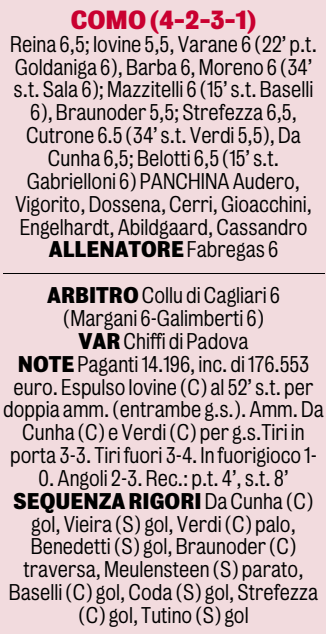 COMO (4-2-3-1)
Reina 6,5; Iovine 5,5, Varane 6 (22’ p.t.
Goldaniga 6), Barba 6, Moreno 6 (34’
s.t. Sala 6); Mazzitelli 6 (15’ s.t. Baselli
6), Braunoder 5,5; Strefezza 6,5,
Cutrone 6.5 (34’ s.t. Verdi 5,5), Da
Cunha 6,5; Belotti 6,5 (15’ s.t.
Gabrielloni 6) PANCHINA Audero,
Vigorito, Dossena, Cerri, Gioacchini,
Engelhardt, Abildgaard, Cassandro
ALLENATORE Fabregas 6
ARBITRO Collu di Cagliari 6
(Margani 6-Galimberti 6)
VAR Chiffi di Padova
NOTE Paganti 14.196, inc. di 176.553
euro. Espulso Iovine (C) al 52’ s.t. per
doppia amm. (entrambe g.s.). Amm. Da
Cunha (C) e Verdi (C) per g.s.Tiri in
porta 3-3. Tiri fuori 3-4. In fuorigioco 1-
0. Angoli 2-3. Rec.: p.t. 4’, s.t. 8’
SEQUENZA RIGORI Da Cunha (C)
gol, Vieira (S) gol, Verdi (C) palo,
Benedetti (S) gol, Braunoder (C)
traversa, Meulensteen (S) parato,
Baselli (C) gol, Coda (S) gol, Strefezza
(C) gol, Tutino (S) gol